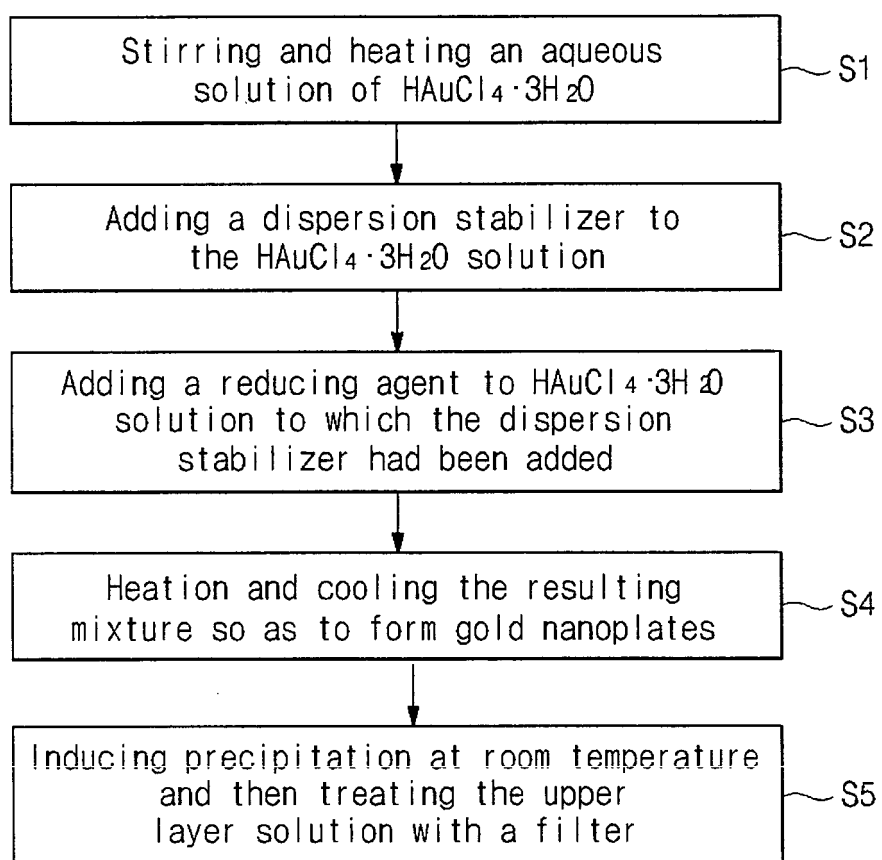 Stirring and heating an aqueous
solution of HAuCl₄·3H₂O
S1
Adding a dispersion stabilizer to
the HAuCl₄·3H₂O solution
S2
Adding a reducing agent to HAuCl₄·3H₂O
solution to which the dispersion
stabilizer had been added
S3
Heation and cooling the resulting
mixture so as to form gold nanoplates
S4
Inducing precipitation at room temperature
and then treating the upper
layer solution with a filter
S5